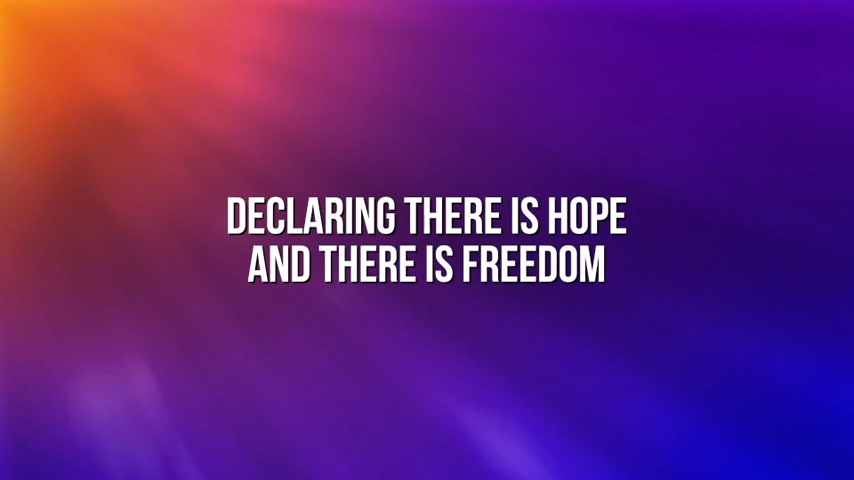 DECLARING THERE IS HOPE
AND THERE IS FREEDOM